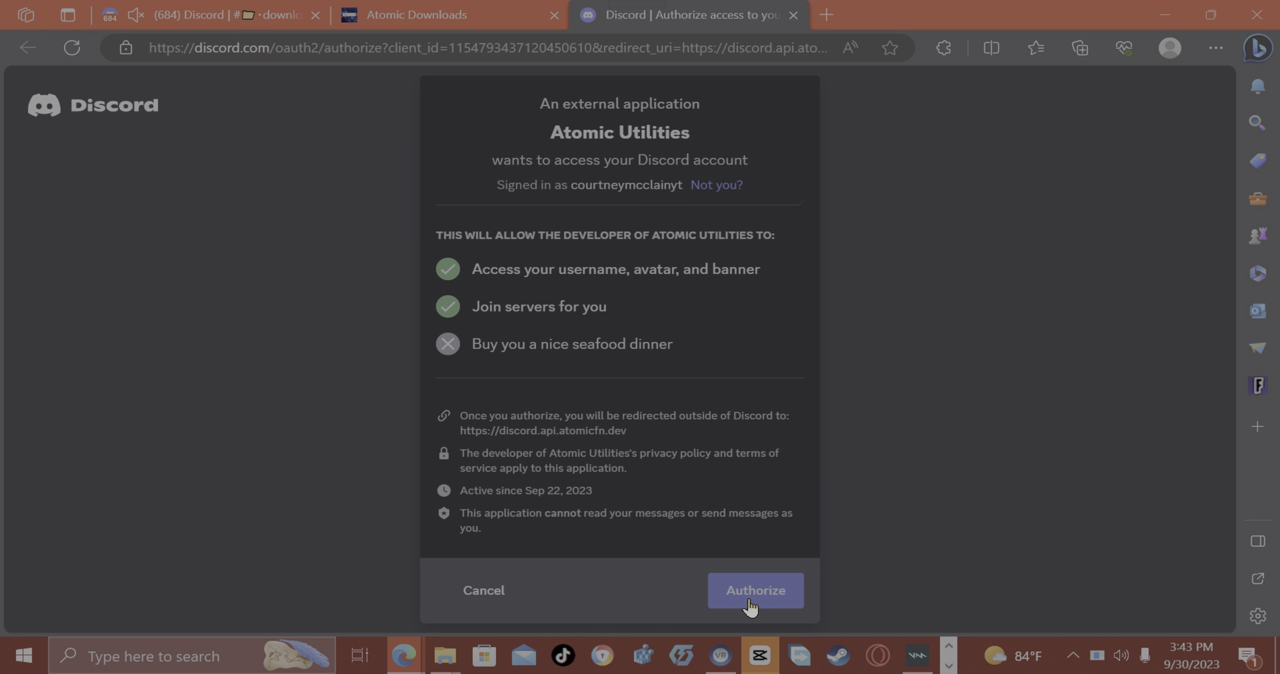 684
(684) Discord | #📁・downlo
Atomic Downloads
Discord | Authorize access to you
https://discord.com/oauth2/authorize?client_id=1154793437120450610&redirect_uri=https://discord.api.ato...
Discord
An external application
Atomic Utilities
wants to access your Discord account
Signed in as courtneymcclainyt Not you?
THIS WILL ALLOW THE DEVELOPER OF ATOMIC UTILITIES TO:
Access your username, avatar, and banner
Join servers for you
Buy you a nice seafood dinner
Once you authorize, you will be redirected outside of Discord to:
https://discord.api.atomicfn.dev
The developer of Atomic Utilities's privacy policy and terms of
service apply to this application.
Active since Sep 22, 2023
This application cannot read your messages or send messages as
you.
Cancel
Authorize
Type here to search
84°F
3:43 PM
9/30/2023
1